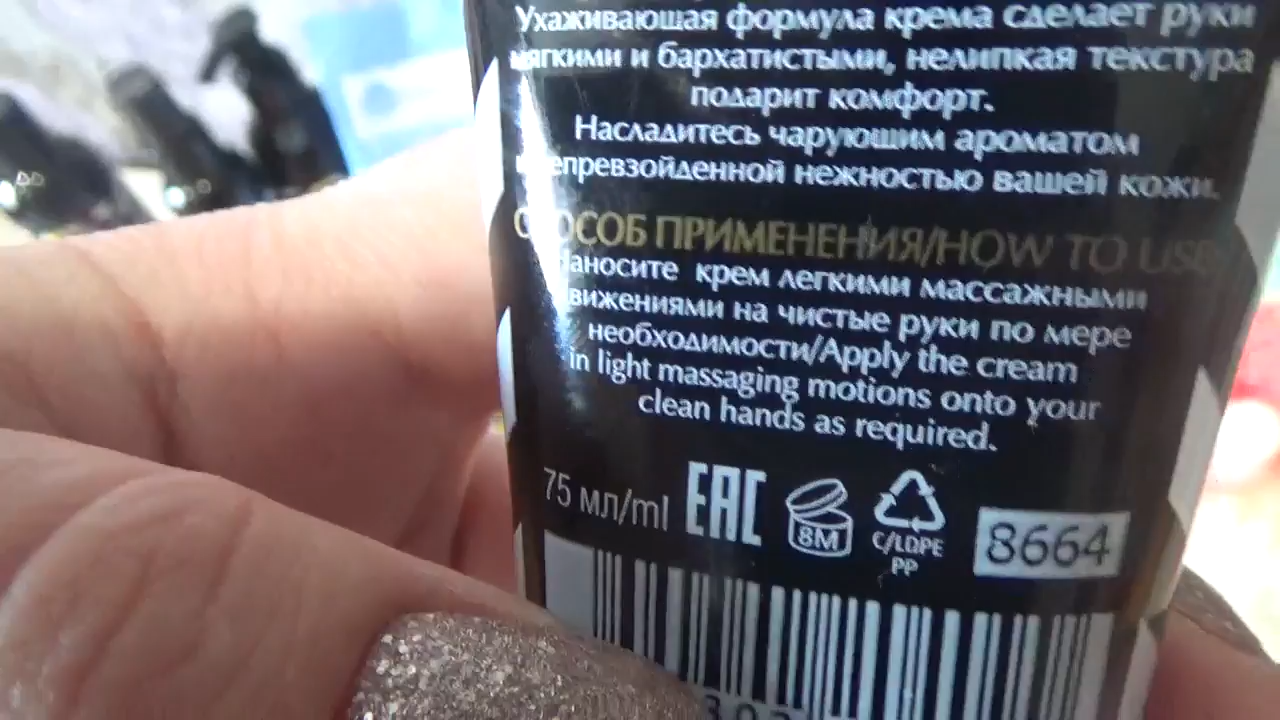 Ухаживающая формула крема сделает руки
мягкими и бархатистыми, нелипкая текстура
подарит комфорт.
Насладитесь чарующим ароматом
непревзойденной нежностью вашей кожи.
СПОСОБ ПРИМЕНЕНИЯ/HOW TO USE
Наносите крем легкими массажными
движениями на чистые руки по мере
необходимости/Apply the cream
in light massaging motions onto your
clean hands as required.
75 мл/ml EAC 8M C/LDPE PP 8664